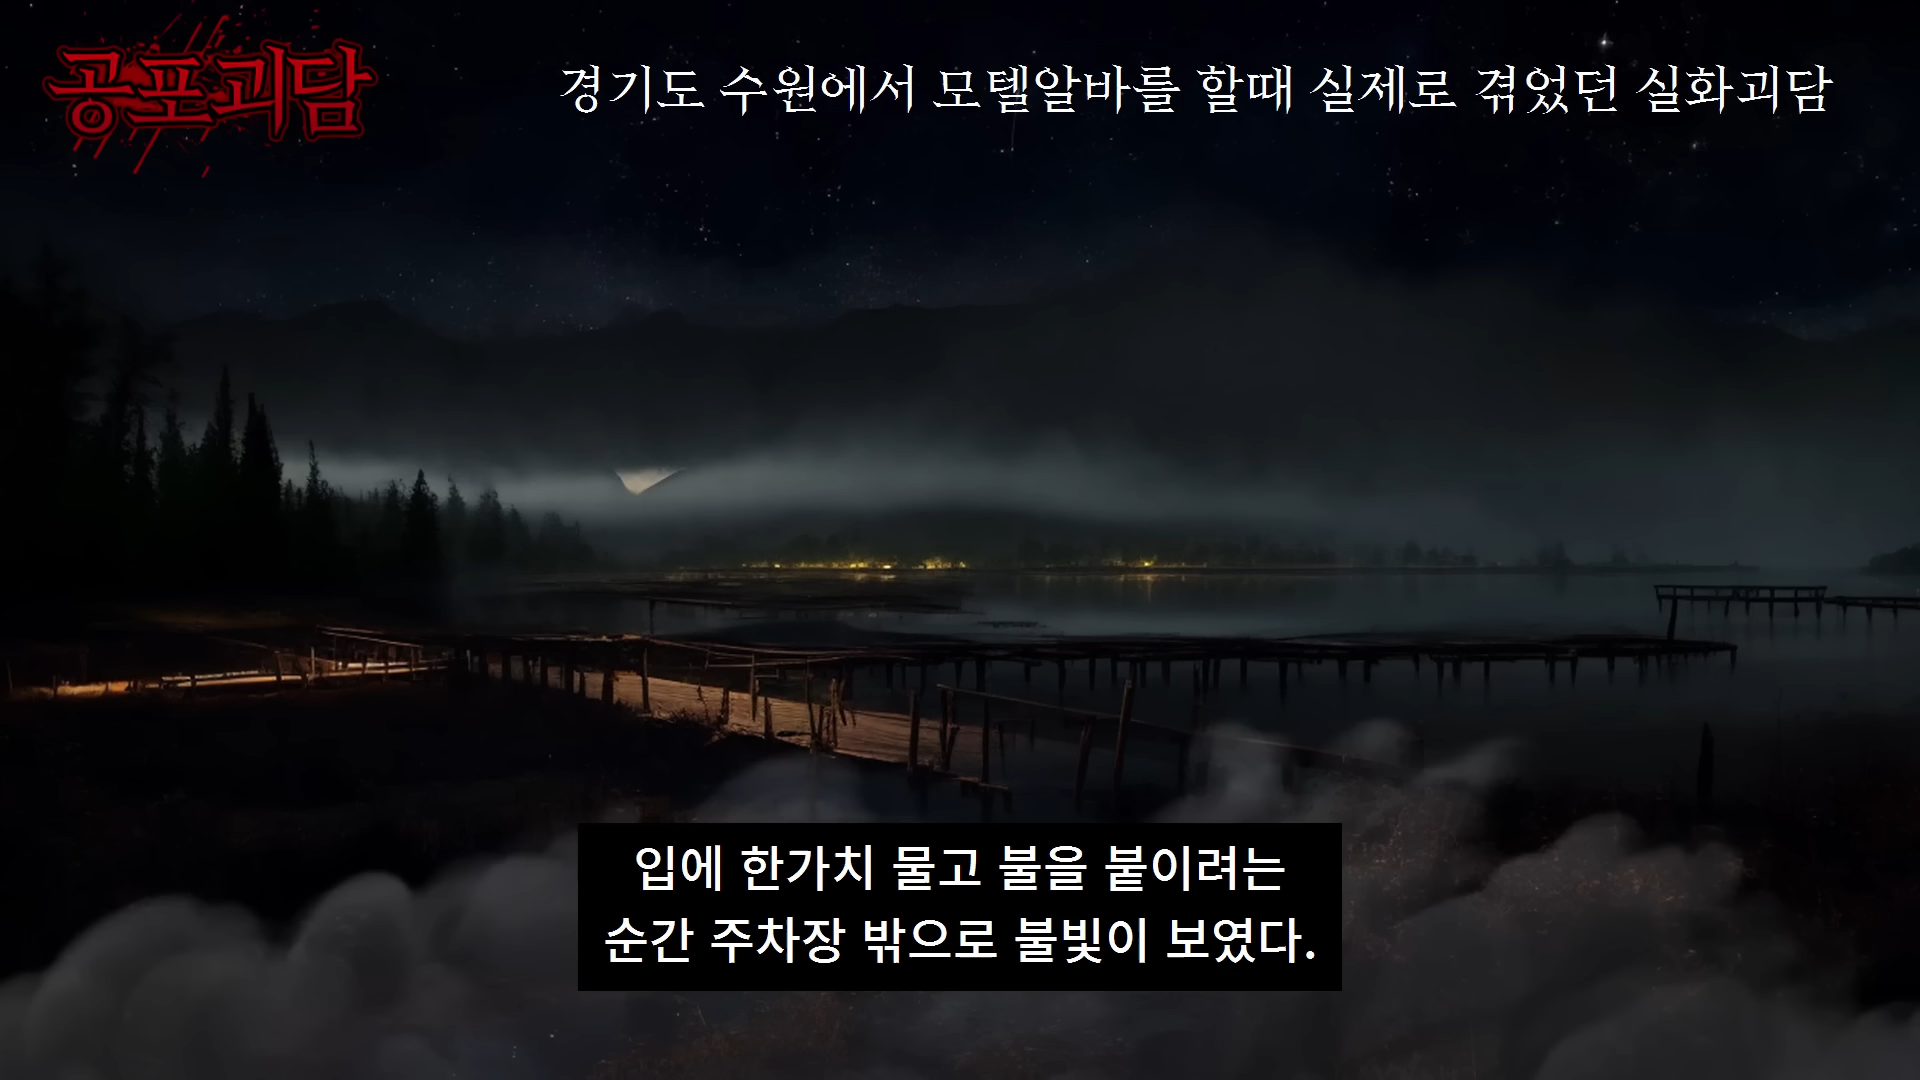 공포괴담
경기도 수원에서 모텔알바를 할때 실제로 겪었던 실화괴담
입에 한가치 물고 불을 붙이려는
순간 주차장 밖으로 불빛이 보였다.